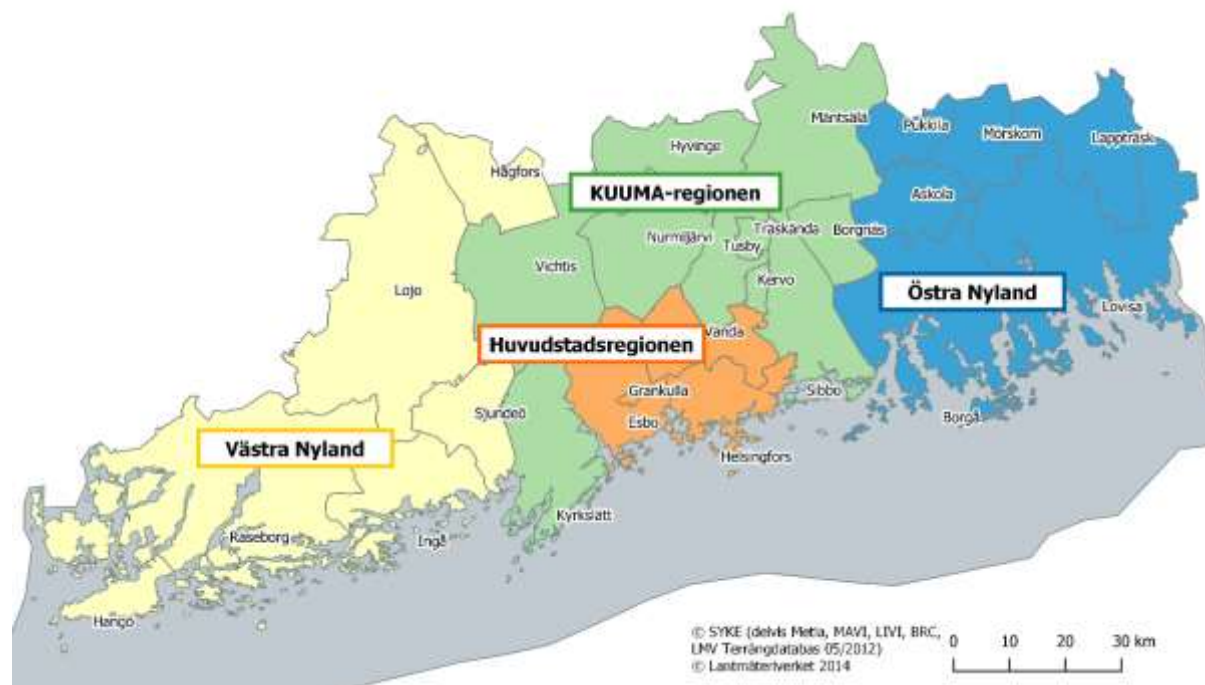 Mäntsälä
Pukkila
Mörskom
Lappträsk
Hyvinge
Högfors
KUUMA-regionen
Askola
Nurmijärvi
Tusby
Träskända
Borgnäs
Vichtis
Kervo
Lojo
Östra Nyland
Lovisa
Vanda
Huvudstadsregionen
Grankulla
Sibbo
Sjundeå
Esbo
Borgå
Västra Nyland
Helsingfors
Kyrkslätt
Raseborg
Ingå
Hangö
© SYKE (delvis Metla, MAVI, LIVI, BRC,
LMV Terrängdatabas 05/2012)
© Lantmäteriverket 2014
0 10 20 30 km